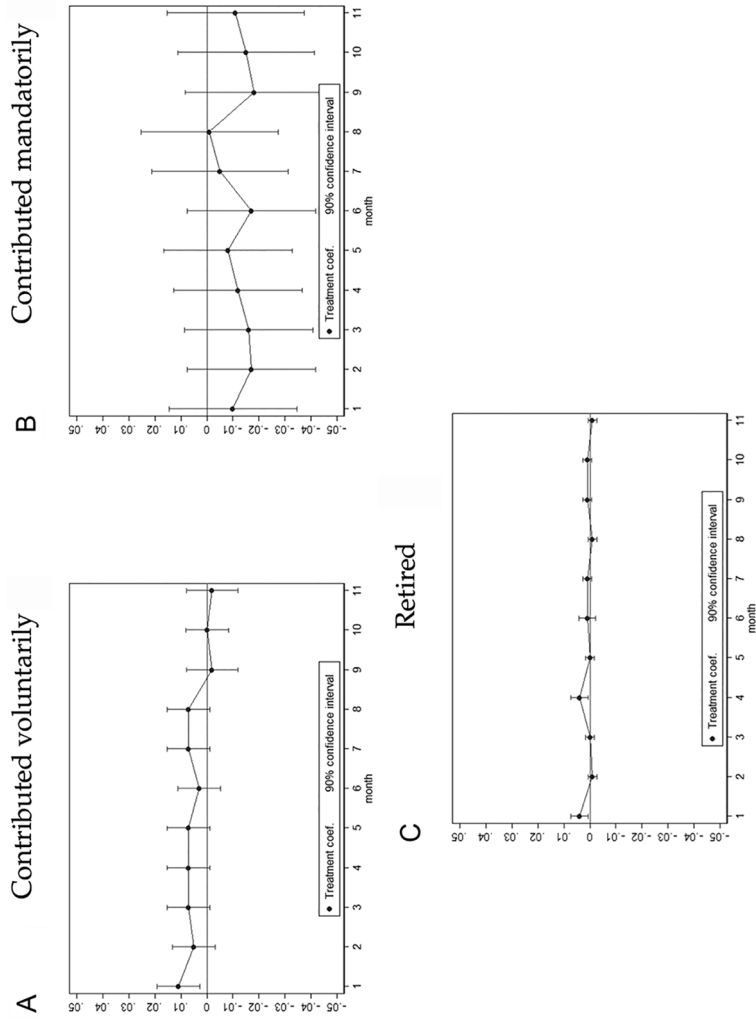 A
Contributed voluntarily
.05
.04
.03
.02
.01
0
-.01
-.02
-.03
-.04
-.05
1 2 3 4 5 6 7 8 9 10 11
month
Treatment coef. 90% confidence interval
B
Contributed mandatorily
.05
.04
.03
.02
.01
0
-.01
-.02
-.03
-.04
-.05
1 2 3 4 5 6 7 8 9 10 11
month
Treatment coef. 90% confidence interval
C
Retired
.05
.04
.03
.02
.01
0
-.01
-.02
-.03
-.04
-.05
1 2 3 4 5 6 7 8 9 10 11
month
Treatment coef. 90% confidence interval